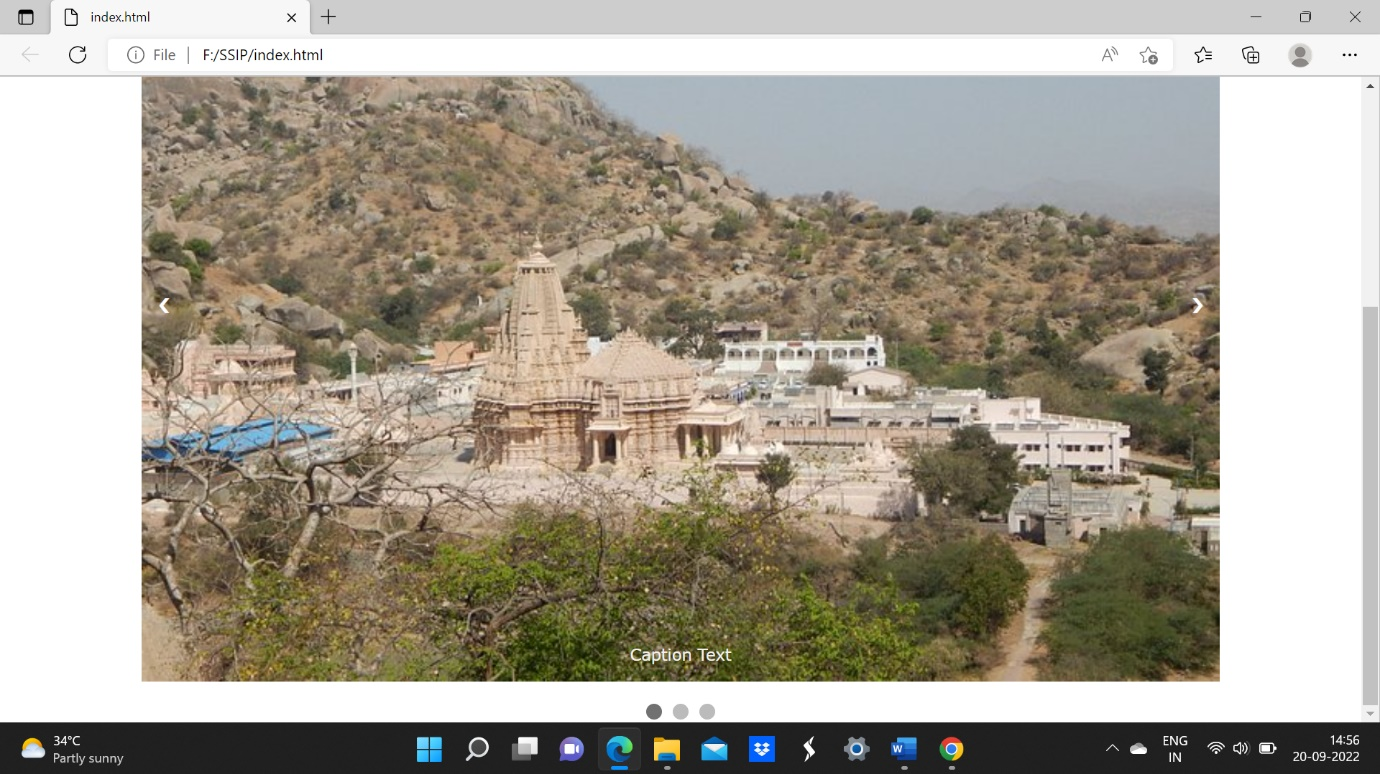 index.html
File
F:/SSIP/index.html
Caption Text
34°C
Partly sunny
ENG
IN
14:56
20-09-2022